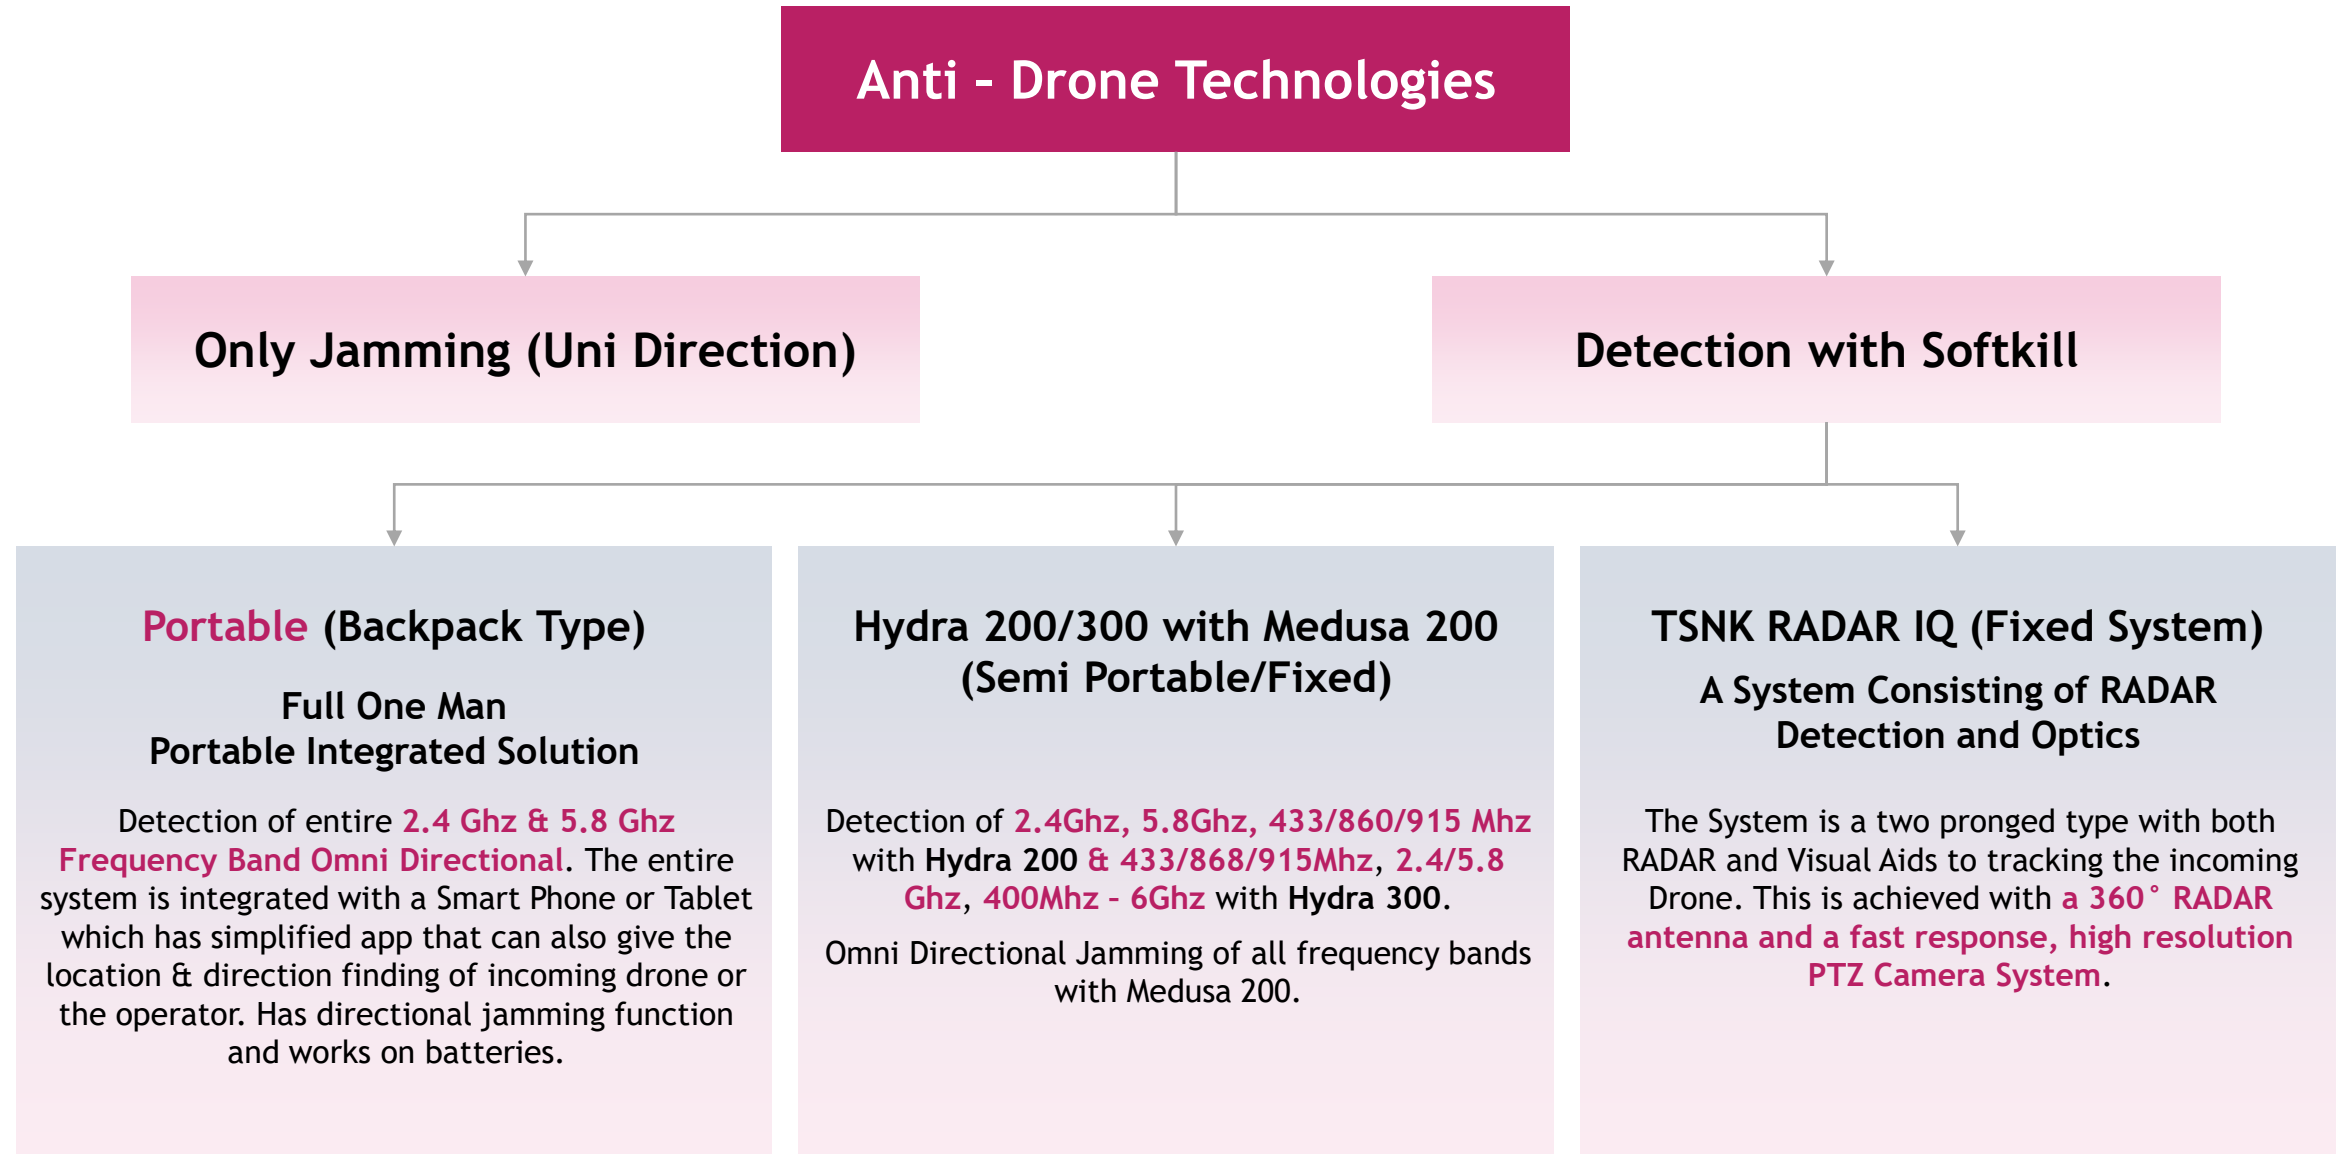 Anti - Drone Technologies
Only Jamming (Uni Direction)
Detection with Softkill
Portable (Backpack Type)
Full One Man
Portable Integrated Solution
Detection of entire 2.4 Ghz & 5.8 Ghz
Frequency Band Omni Directional. The entire
system is integrated with a Smart Phone or Tablet
which has simplified app that can also give the
location & direction finding of incoming drone or
the operator. Has directional jamming function
and works on batteries.
Hydra 200/300 with Medusa 200
(Semi Portable/Fixed)
Detection of 2.4Ghz, 5.8Ghz, 433/860/915 Mhz
with Hydra 200 & 433/868/915Mhz, 2.4/5.8
Ghz, 400Mhz – 6Ghz with Hydra 300.
Omni Directional Jamming of all frequency bands
with Medusa 200.
TSNK RADAR IQ (Fixed System)
A System Consisting of RADAR
Detection and Optics
The System is a two pronged type with both
RADAR and Visual Aids to tracking the incoming
Drone. This is achieved with a 360° RADAR
antenna and a fast response, high resolution
PTZ Camera System.